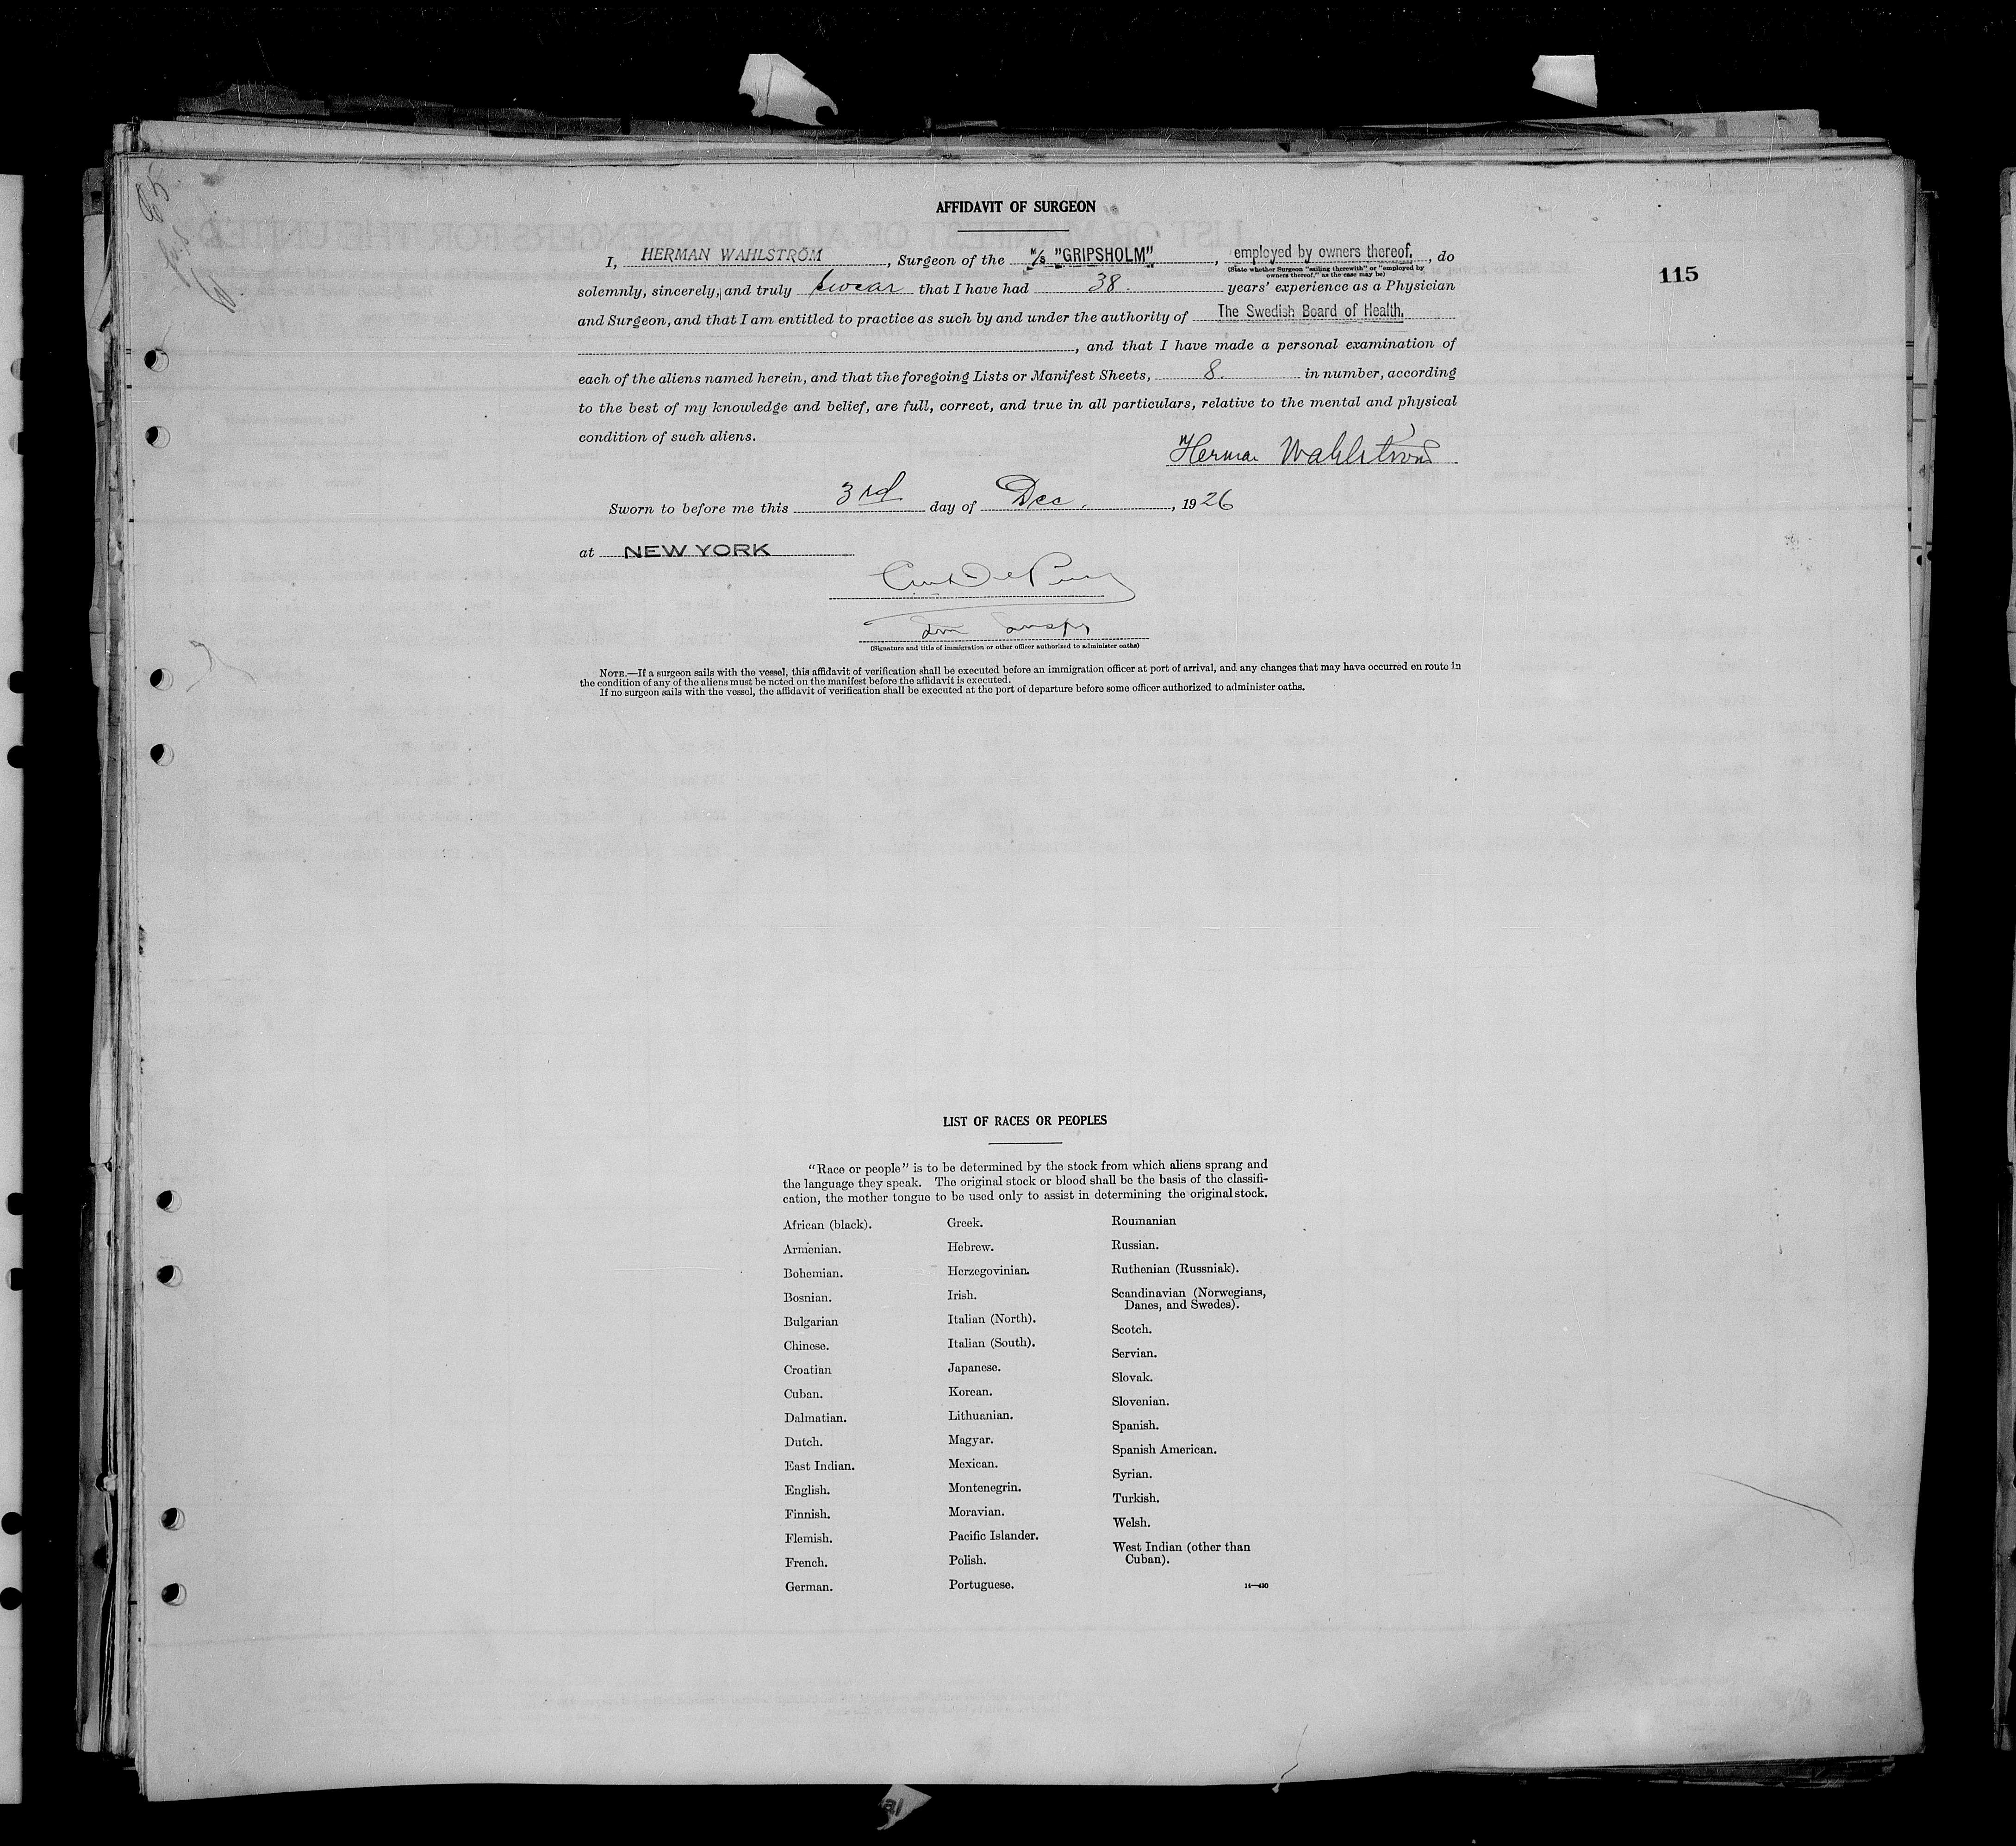 AFFIDAVIT OF SURGEON
I, HERMAN WAHLSTRÖM, Surgeon of the M/S "GRIPSHOLM", employed by owners thereof., do
(State whether Surgeon "sailing therewith" or "employed by
owners thereof," as the case may be)
115
solemnly, sincerely, and truly swear that I have had 38. years' experience as a Physician
and Surgeon, and that I am entitled to practice as such by and under the authority of The Swedish Board of Health.
, and that I have made a personal examination of
each of the aliens named herein, and that the foregoing Lists or Manifest Sheets, 8. in number, according
to the best of my knowledge and belief, are full, correct, and true in all particulars, relative to the mental and physical
condition of such aliens.
Herman Wahlström
Sworn to before me this 3rd day of Dec., 1926
at NEW YORK
(Signature and title of immigration or other officer authorized to administer oaths)
NOTE.—If a surgeon sails with the vessel, this affidavit of verification shall be executed before an immigration officer at port of arrival, and any changes that may have occurred en route in
the condition of any of the aliens must be noted on the manifest before the affidavit is executed.
If no surgeon sails with the vessel, the affidavit of verification shall be executed at the port of departure before some officer authorized to administer oaths.
LIST OF RACES OR PEOPLES
"Race or people" is to be determined by the stock from which aliens sprang and
the language they speak. The original stock or blood shall be the basis of the classifi-
cation, the mother tongue to be used only to assist in determining the original stock.
African (black).
Armenian.
Bohemian.
Bosnian.
Bulgarian
Chinese.
Croatian
Cuban.
Dalmatian.
Dutch.
East Indian.
English.
Finnish.
Flemish.
French.
German.
Greek.
Hebrew.
Herzegovinian.
Irish.
Italian (North).
Italian (South).
Japanese.
Korean.
Lithuanian.
Magyar.
Mexican.
Montenegrin.
Moravian.
Pacific Islander.
Polish.
Portuguese.
Roumanian
Russian.
Ruthenian (Russniak).
Scandinavian (Norwegians,
Danes, and Swedes).
Scotch.
Servian.
Slovak.
Slovenian.
Spanish.
Spanish American.
Syrian.
Turkish.
Welsh.
West Indian (other than
Cuban).
14—430